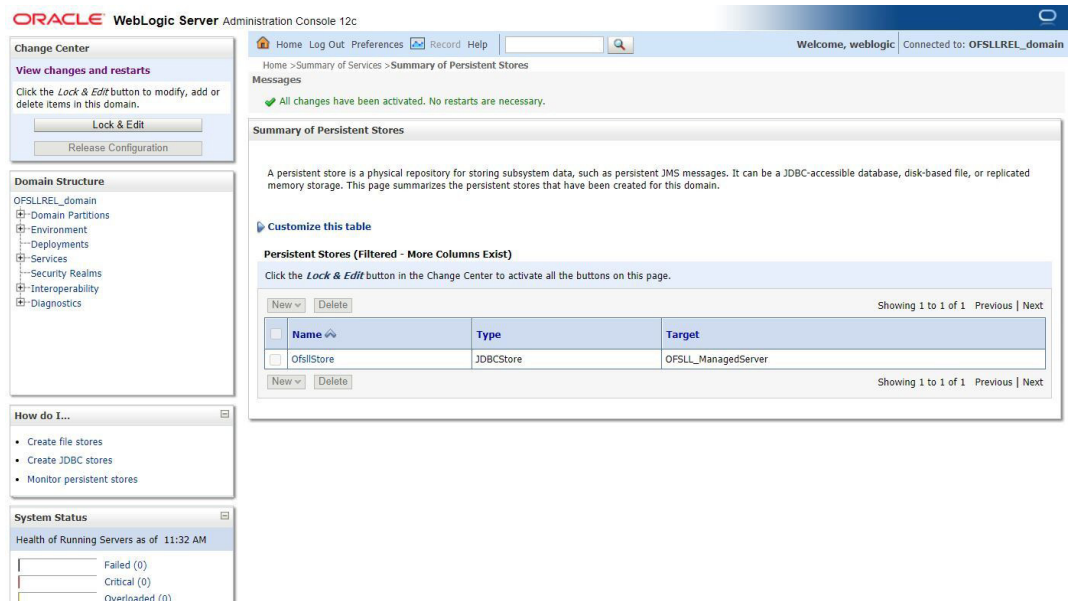 ORACLE WebLogic Server Administration Console 12c
Change Center
View changes and restarts
Click the Lock & Edit button to modify, add or
delete items in this domain.
Lock & Edit
Release Configuration
Domain Structure
OFSLLREL_domain
Domain Partitions
Environment
Deployments
Services
Security Realms
Interoperability
Diagnostics
How do I...
Create file stores
Create JDBC stores
Monitor persistent stores
System Status
Health of Running Servers as of 11:32 AM
Failed (0)
Critical (0)
Overloaded (0)
Home Log Out Preferences Record Help
Welcome, weblogic Connected to: OFSLLREL_domain
Home >Summary of Services >Summary of Persistent Stores
Messages
All changes have been activated. No restarts are necessary.
Summary of Persistent Stores
A persistent store is a physical repository for storing subsystem data, such as persistent JMS messages. It can be a JDBC-accessible database, disk-based file, or replicated
memory storage. This page summarizes the persistent stores that have been created for this domain.
Customize this table
Persistent Stores (Filtered - More Columns Exist)
Click the Lock & Edit button in the Change Center to activate all the buttons on this page.
New Delete Showing 1 to 1 of 1 Previous | Next
Name Type Target
OfsllStore JDBCStore OFSLL_ManagedServer
New Delete Showing 1 to 1 of 1 Previous | Next